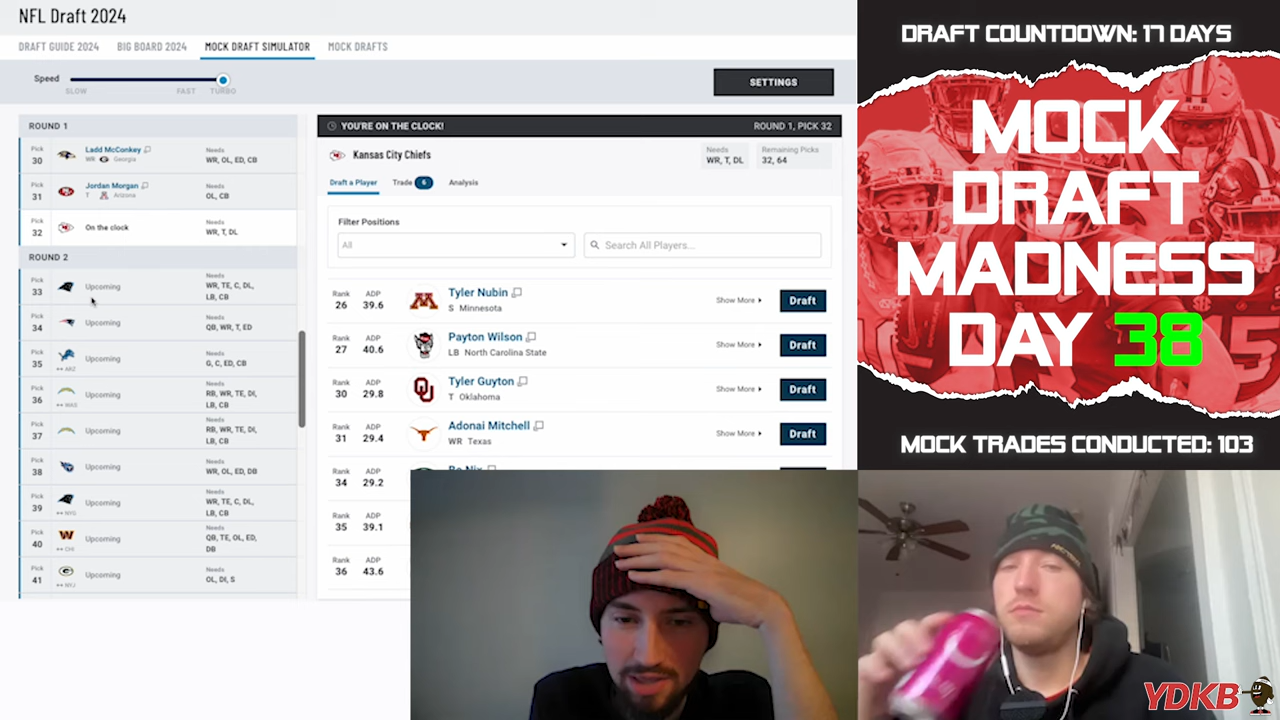 NFL Draft 2024
DRAFT GUIDE 2024 BIG BOARD 2024 MOCK DRAFT SIMULATOR MOCK DRAFTS
Speed
SLOW FAST TURBO
SETTINGS
ROUND 1
Pick 30 Ladd McConkey WR Georgia Needs WR, OL, ED, CB
Pick 31 Jordan Morgan T Arizona Needs OL, CB
Pick 32 On the clock Needs WR, T, DL
ROUND 2
Pick 33 Upcoming Needs WR, TE, C, DL, LB, CB
Pick 34 Upcoming Needs QB, WR, T, ED
Pick 35 Upcoming Needs G, C, ED, CB
Pick 36 Upcoming Needs RB, WR, TE, DI, LB, CB
Pick 37 Upcoming Needs RB, WR, TE, DI, LB, CB
Pick 38 Upcoming Needs WR, OL, ED, DB
Pick 39 Upcoming Needs WR, TE, C, DL, LB, CB
Pick 40 Upcoming Needs QB, TE, OL, ED, DB
Pick 41 Upcoming Needs OL, DI, S
YOU'RE ON THE CLOCK! ROUND 1, PICK 32
Kansas City Chiefs
Needs WR, T, DL
Remaining Picks 32, 64
Draft a Player Trade 6 Analysis
Filter Positions
All
Search All Players...
Rank 26 ADP 39.6 Tyler Nubin S Minnesota Show More Draft
Rank 27 ADP 40.6 Payton Wilson LB North Carolina State Show More Draft
Rank 30 ADP 29.8 Tyler Guyton T Oklahoma Show More Draft
Rank 31 ADP 29.4 Adonai Mitchell WR Texas Show More Draft
Rank 34 ADP 29.2 Bo Nix
Rank 35 ADP 39.1
Rank 36 ADP 43.6
DRAFT COUNTDOWN: 17 DAYS
MOCK
DRAFT
MADNESS
DAY 38
MOCK TRADES CONDUCTED: 103
YDKB